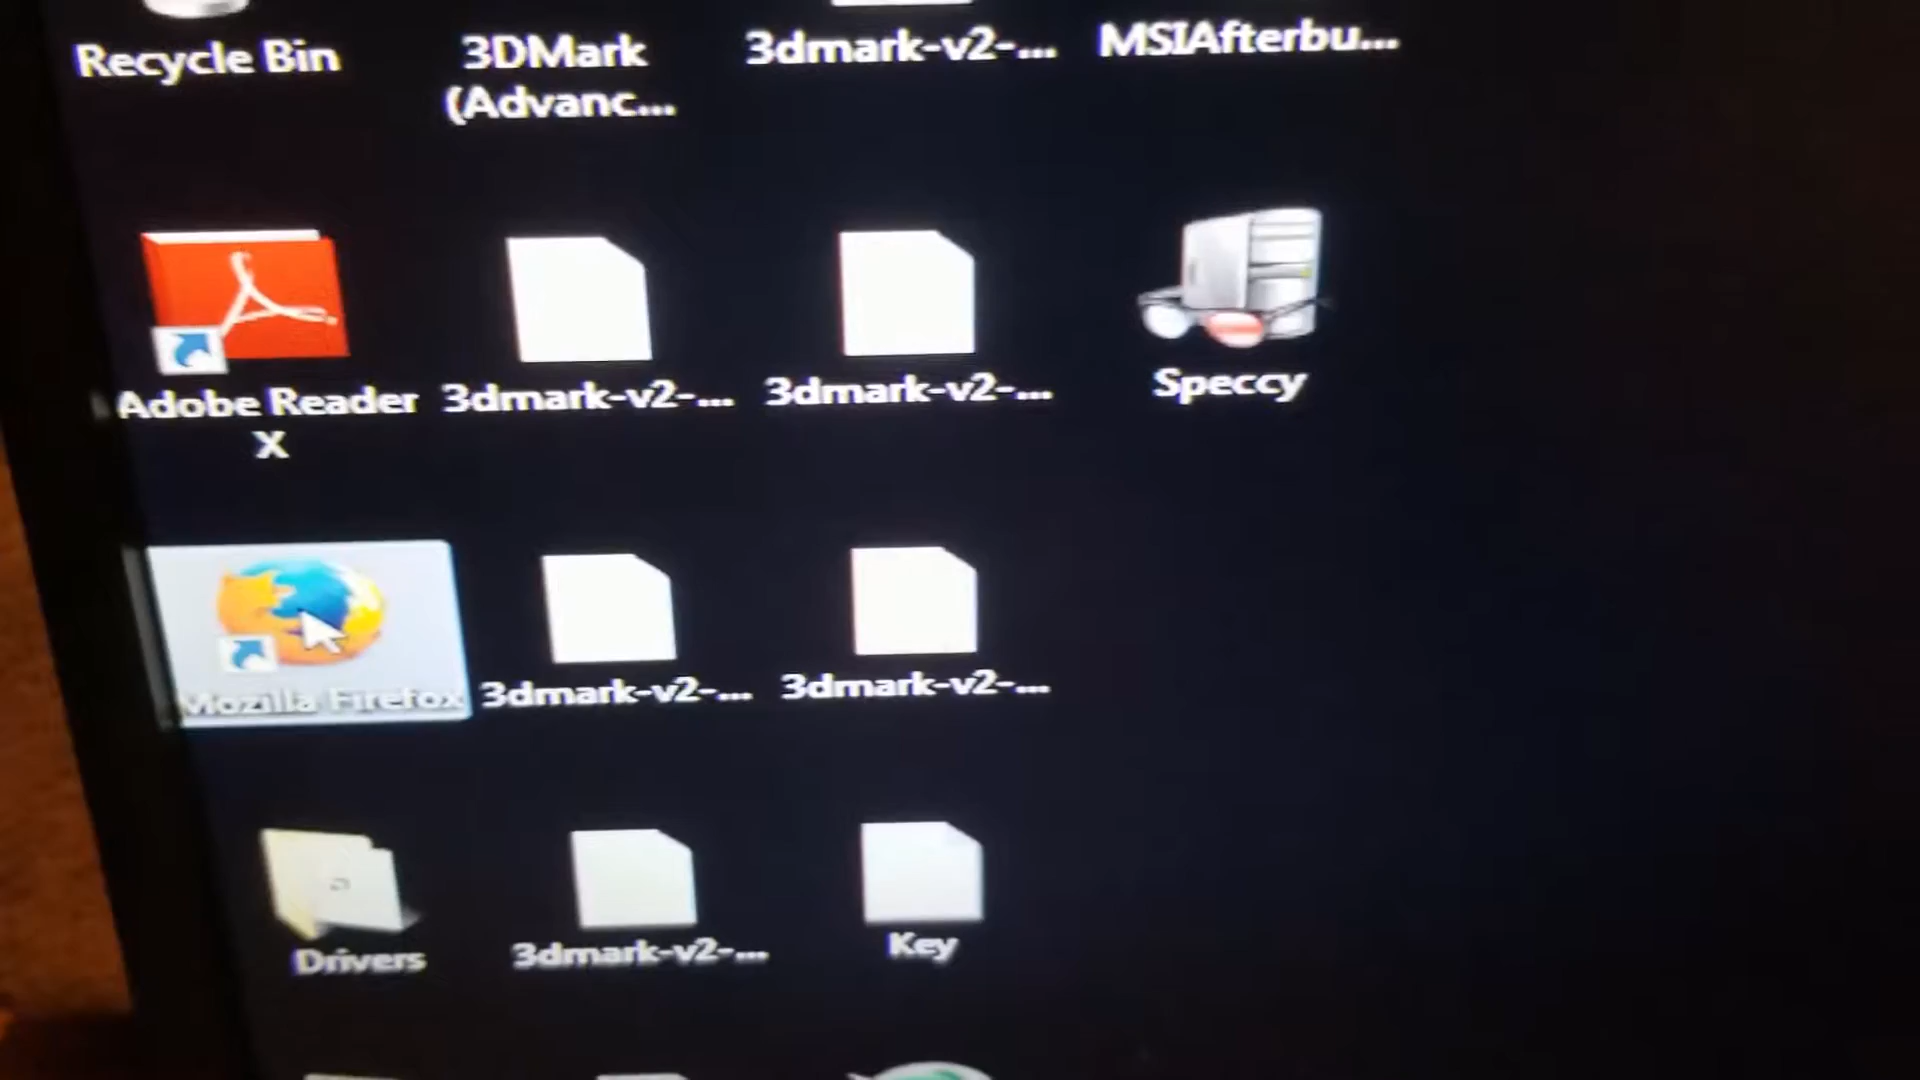 Recycle Bin
3DMark
(Advanc...
3dmark-v2-...
MSIAfterbu...
Adobe Reader
X
3dmark-v2-...
3dmark-v2-...
Speccy
Mozilla Firefox
3dmark-v2-...
3dmark-v2-...
Drivers
3dmark-v2-...
Key